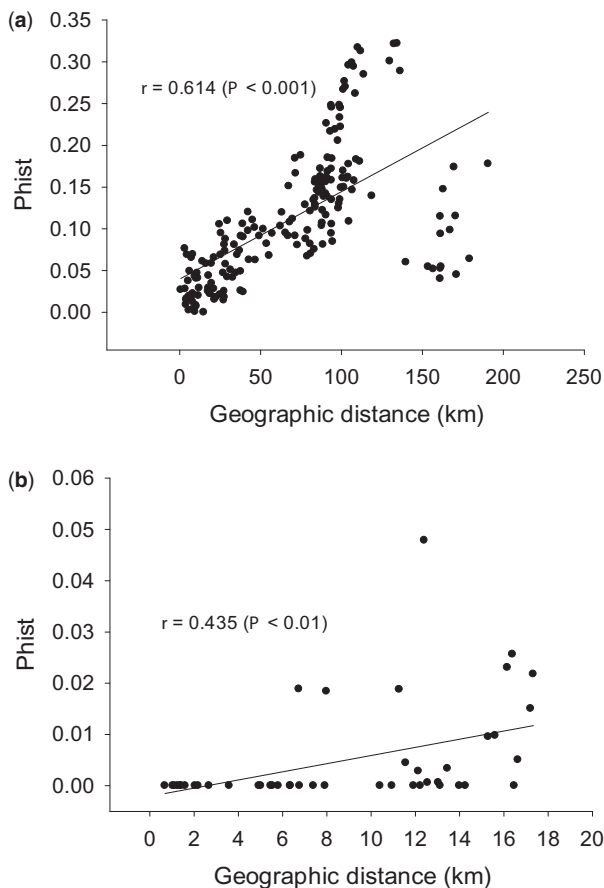 (a)
0.35
0.30
0.25
0.20
0.15
0.10
0.05
0.00
Phist
r = 0.614 (P < 0.001)
0 50 100 150 200 250
Geographic distance (km)
(b)
0.06
0.05
0.04
0.03
0.02
0.01
0.00
Phist
r = 0.435 (P < 0.01)
0 2 4 6 8 10 12 14 16 18 20
Geographic distance (km)